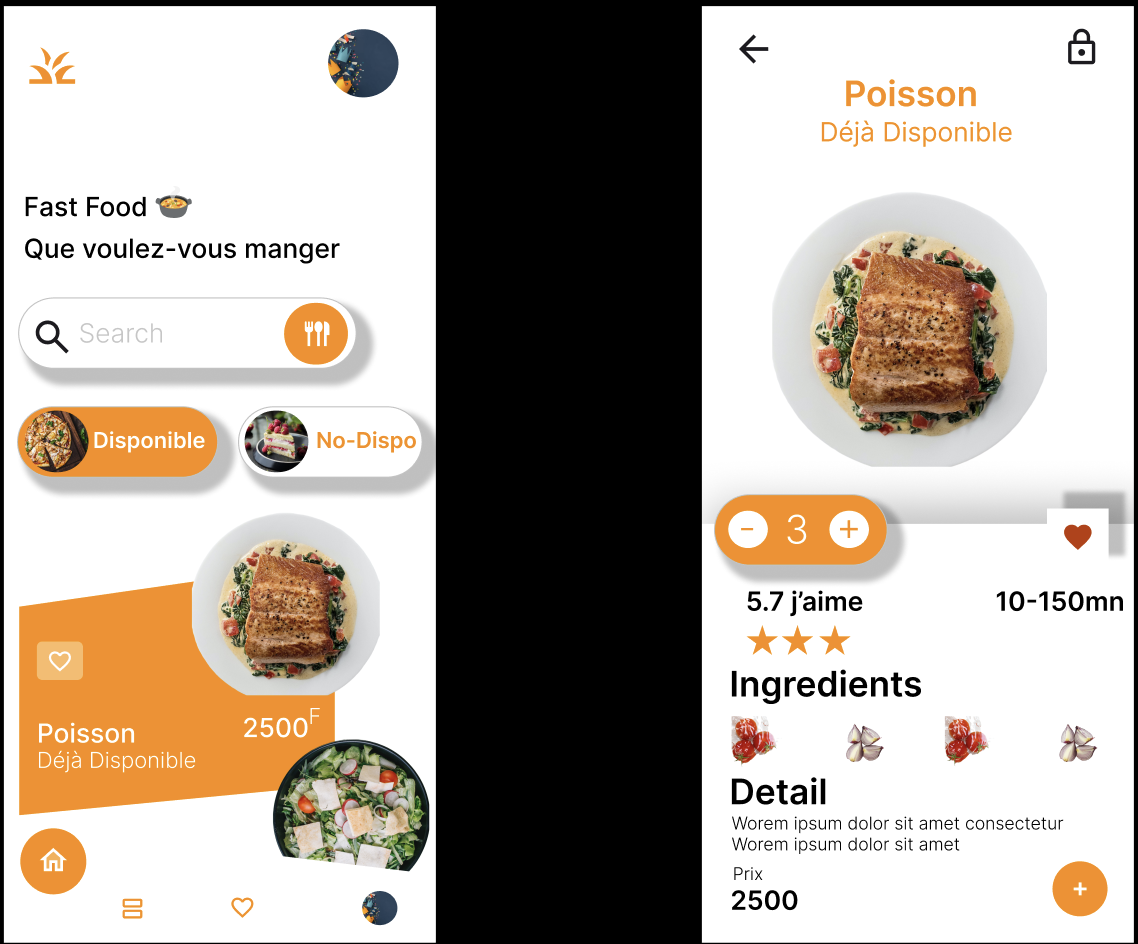 Fast Food
Que voulez-vous manger
Search
Disponible
No-Dispo
Poisson
2500F
Déjà Disponible
Poisson
Déjà Disponible
- 3 +
5.7 j'aime
10-150mn
Ingredients
Detail
Worem ipsum dolor sit amet consectetur
Worem ipsum dolor sit amet
Prix
2500
+